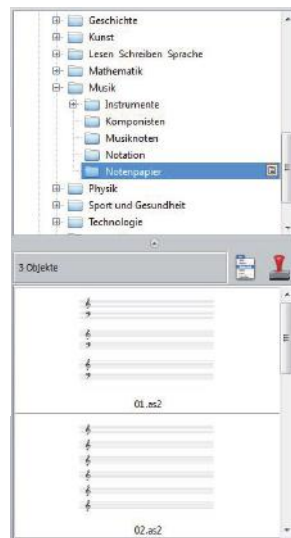 Geschichte
Kunst
Lesen Schreiben Sprache
Mathematik
Musik
Instrumente
Komponisten
Musiknoten
Notation
Notenpapier
Physik
Sport und Gesundheit
Technologie
3 Objekte
01.as2
02.as2